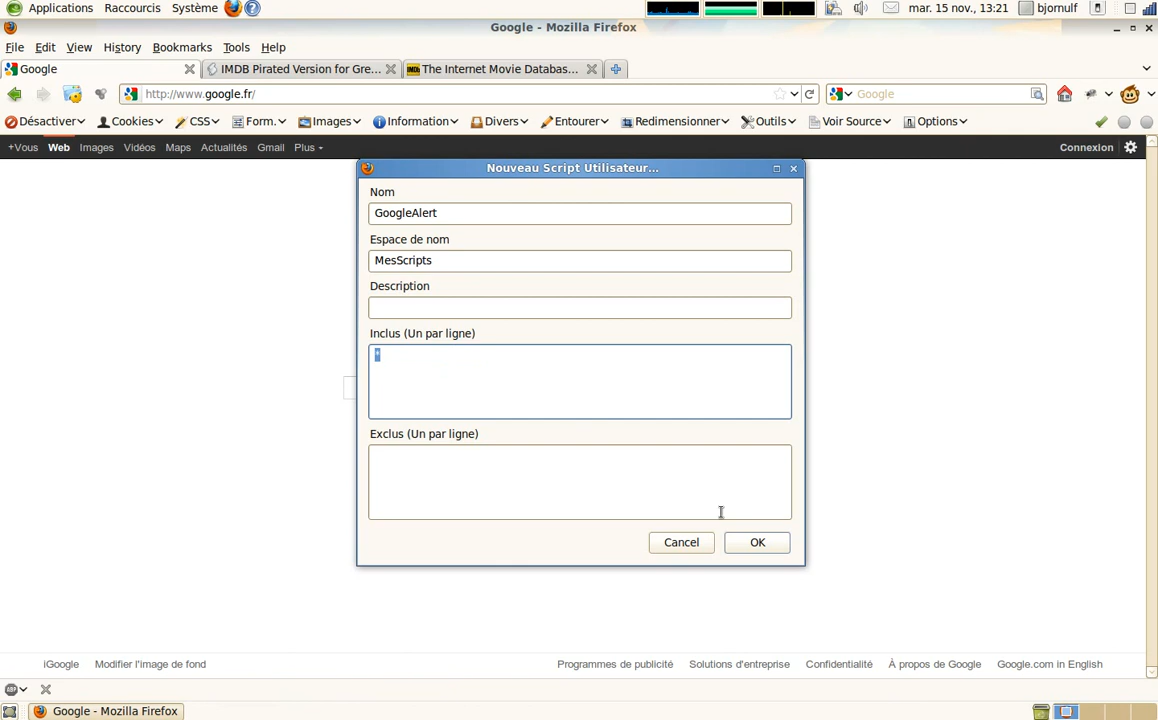 Applications Raccourcis Système mar. 15 nov., 13:21 bjornulf
Google - Mozilla Firefox
File Edit View History Bookmarks Tools Help
Google IMDB Pirated Version for Gre... IMDb The Internet Movie Databas...
http://www.google.fr/ Google
Désactiver Cookies CSS Form. Images Information Divers Entourer Redimensionner Outils Voir Source Options
+Vous Web Images Vidéos Maps Actualités Gmail Plus Connexion
Nouveau Script Utilisateur...
Nom
GoogleAlert
Espace de nom
MesScripts
Description
Inclus (Un par ligne)
*
Exclus (Un par ligne)
Cancel OK
iGoogle Modifier l'image de fond Programmes de publicité Solutions d'entreprise Confidentialité À propos de Google Google.com in English
ABP
Google - Mozilla Firefox